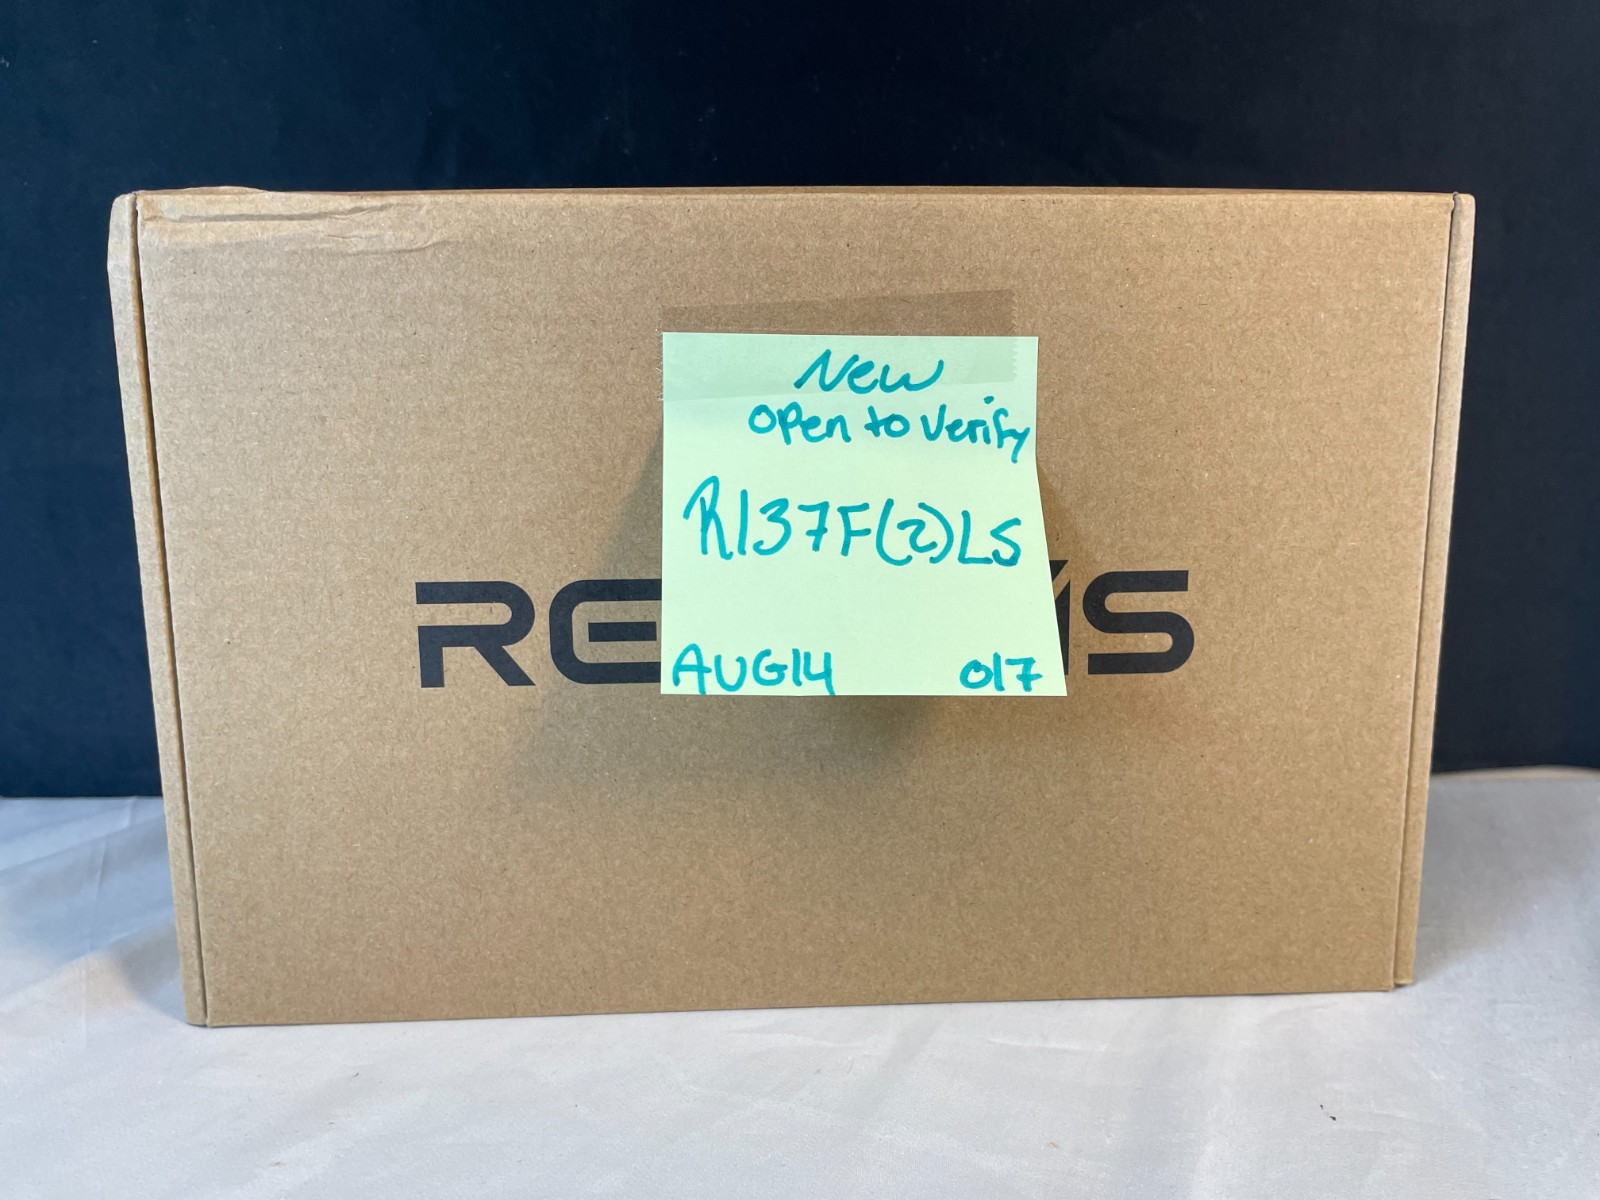 New
open to verify
R137F(2)LS
AUG14 017